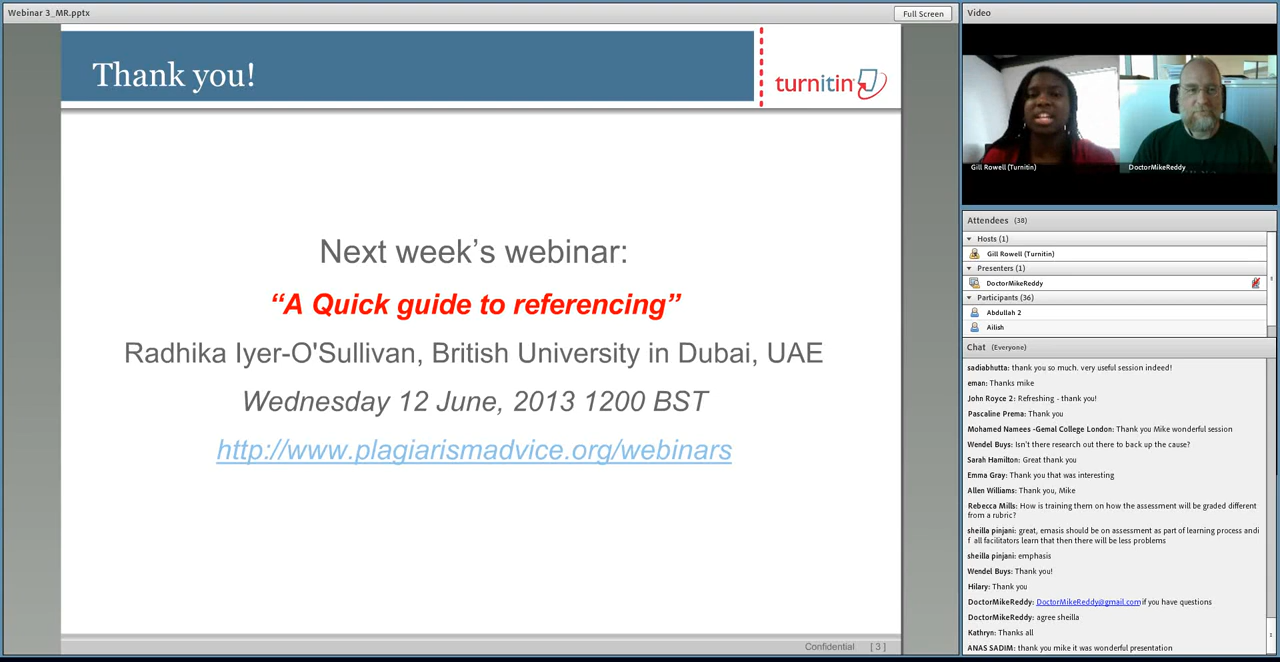 Webinar 3_MR.pptx
Full Screen
Thank you!
turnitin
Next week's webinar:
“A Quick guide to referencing”
Radhika Iyer-O'Sullivan, British University in Dubai, UAE
Wednesday 12 June, 2013 1200 BST
http://www.plagiarismadvice.org/webinars
Confidential [ 3 ]
Video
Gill Rowell (Turnitin)
DoctorMikeReddy
Attendees (38)
Hosts (1)
Gill Rowell (Turnitin)
Presenters (1)
DoctorMikeReddy
Participants (36)
Abdullah 2
Ailish
Chat (Everyone)
sadiabhutta: thank you so much. very useful session indeed!
eman: Thanks mike
John Royce 2: Refreshing - thank you!
Pascaline Prema: Thank you
Mohamed Namees -Gemal College London: Thank you Mike wonderful session
Wendel Buys: Isn't there research out there to back up the cause?
Sarah Hamilton: Great thank you
Emma Gray: Thank you that was interesting
Allen Williams: Thank you, Mike
Rebecca Mills: How is training them on how the assessment will be graded different
from a rubric?
sheilla pinjani: great, emasis should be on assessment as part of learning process andi
f all facilitators learn that then there will be less problems
sheilla pinjani: emphasis
Wendel Buys: Thank you!
Hilary: Thank you
DoctorMikeReddy: DoctorMikeReddy@gmail.com if you have questions
DoctorMikeReddy: agree sheilla
Kathryn: Thanks all
ANAS SADIM: thank you mike it was wonderful presentation